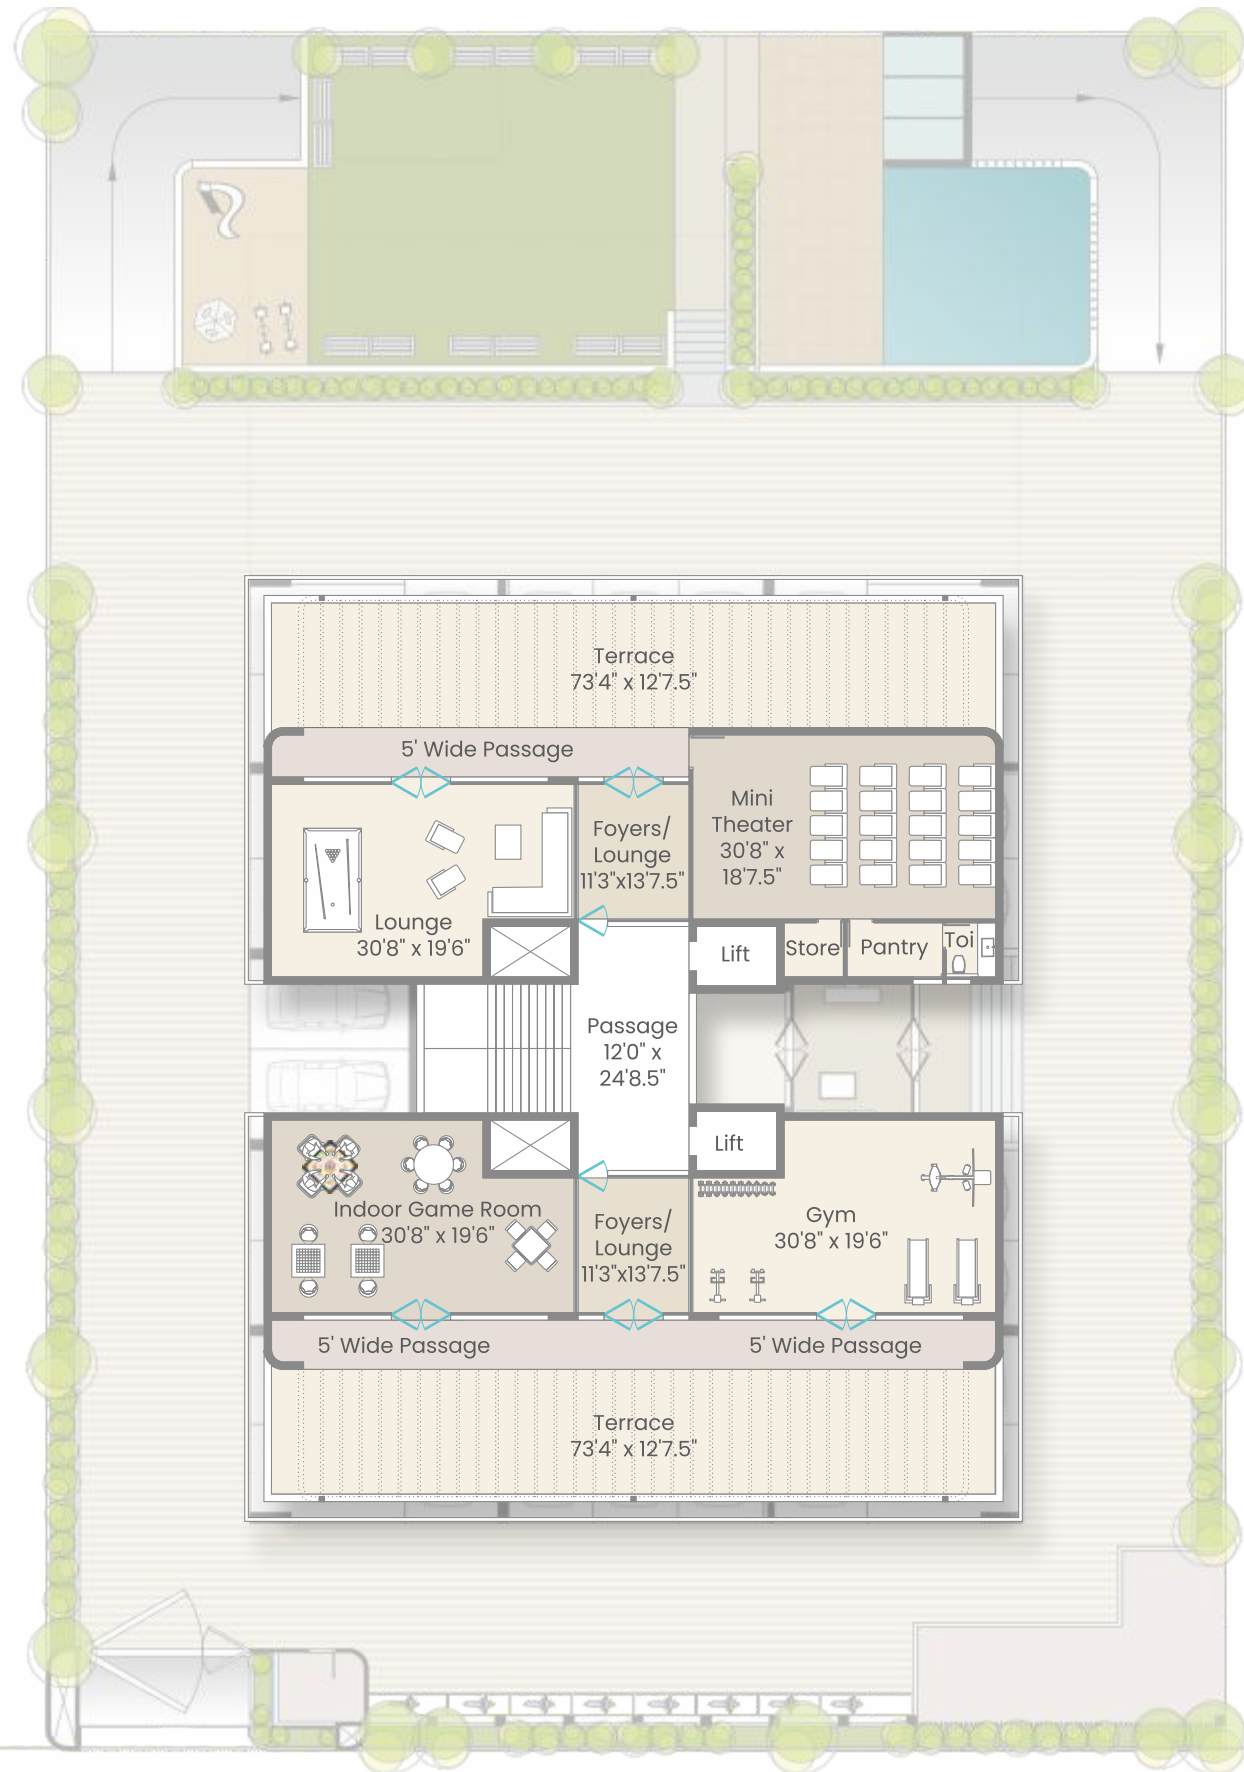 Terrace
73'4" x 12'7.5"
5' Wide Passage
Mini
Theater
30'8" x
18'7.5"
Foyers/
Lounge
11'3"x13'7.5"
Lounge
30'8" x 19'6"
Lift
Store
Pantry
Toi
Passage
12'0" x
24'8.5"
Lift
Indoor Game Room
30'8" x 19'6"
Foyers/
Lounge
11'3"x13'7.5"
Gym
30'8" x 19'6"
5' Wide Passage
5' Wide Passage
Terrace
73'4" x 12'7.5"